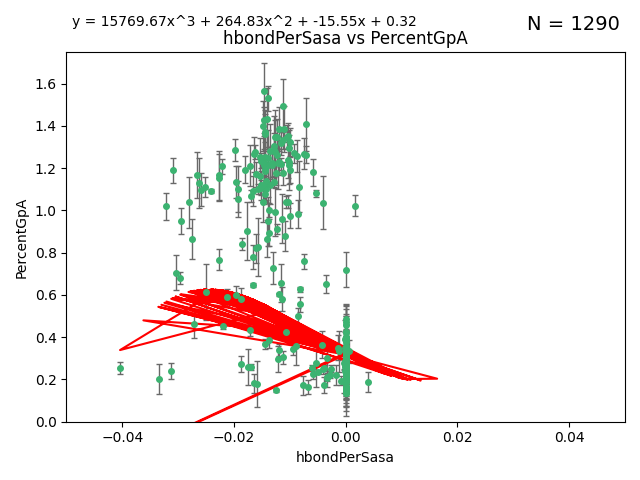 y = 15769.67x^3 + 264.83x^2 + -15.55x + 0.32
N = 1290
hbondPerSasa vs PercentGpA
PercentGpA
1.6
1.4
1.2
1.0
0.8
0.6
0.4
0.2
0.0
−0.04
−0.02
0.00
0.02
0.04
hbondPerSasa